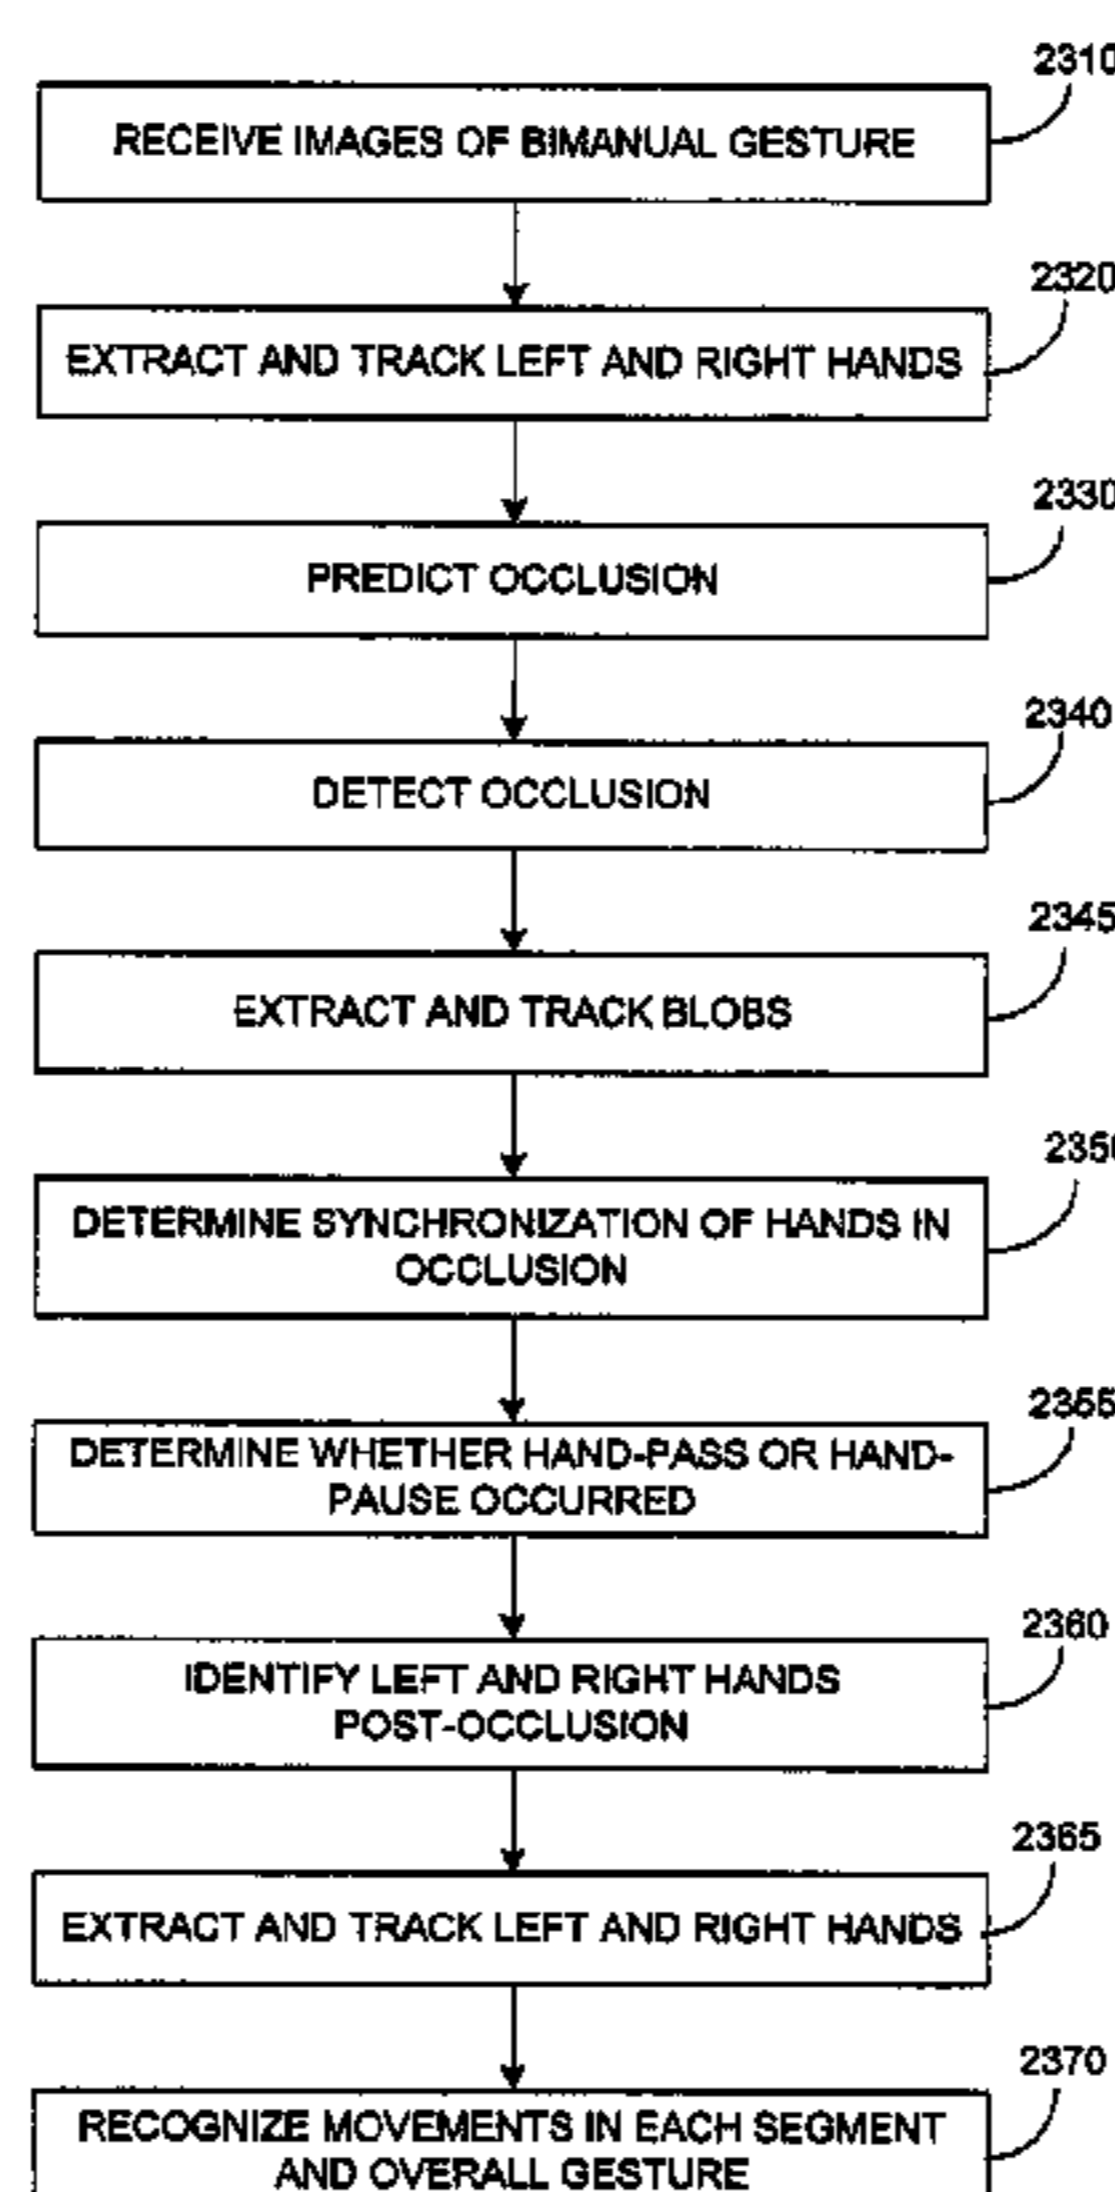 2310
RECEIVE IMAGES OF BIMANUAL GESTURE
2320
EXTRACT AND TRACK LEFT AND RIGHT HANDS
2330
PREDICT OCCLUSION
2340
DETECT OCCLUSION
2345
EXTRACT AND TRACK BLOBS
2350
DETERMINE SYNCHRONIZATION OF HANDS IN
OCCLUSION
2355
DETERMINE WHETHER HAND-PASS OR HAND-
PAUSE OCCURRED
2360
IDENTIFY LEFT AND RIGHT HANDS
POST-OCCLUSION
2365
EXTRACT AND TRACK LEFT AND RIGHT HANDS
2370
RECOGNIZE MOVEMENTS IN EACH SEGMENT
AND OVERALL GESTURE